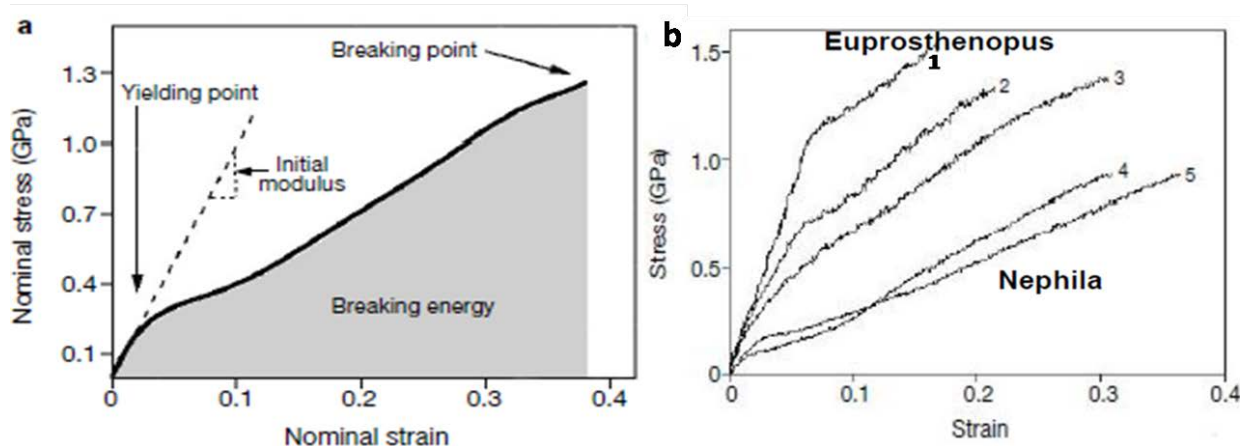 a
Nominal stress (GPa)
1.3
1.0
0.7
0.4
0.1
Breaking point
Yielding point
Initial
modulus
Breaking energy
0
0.1
0.2
0.3
0.4
Nominal strain
b
Stress (GPa)
1.5
1.0
0.5
0
Euprosthenopus
1
2
3
4
5
Nephila
0
0.1
0.2
0.3
0.4
Strain